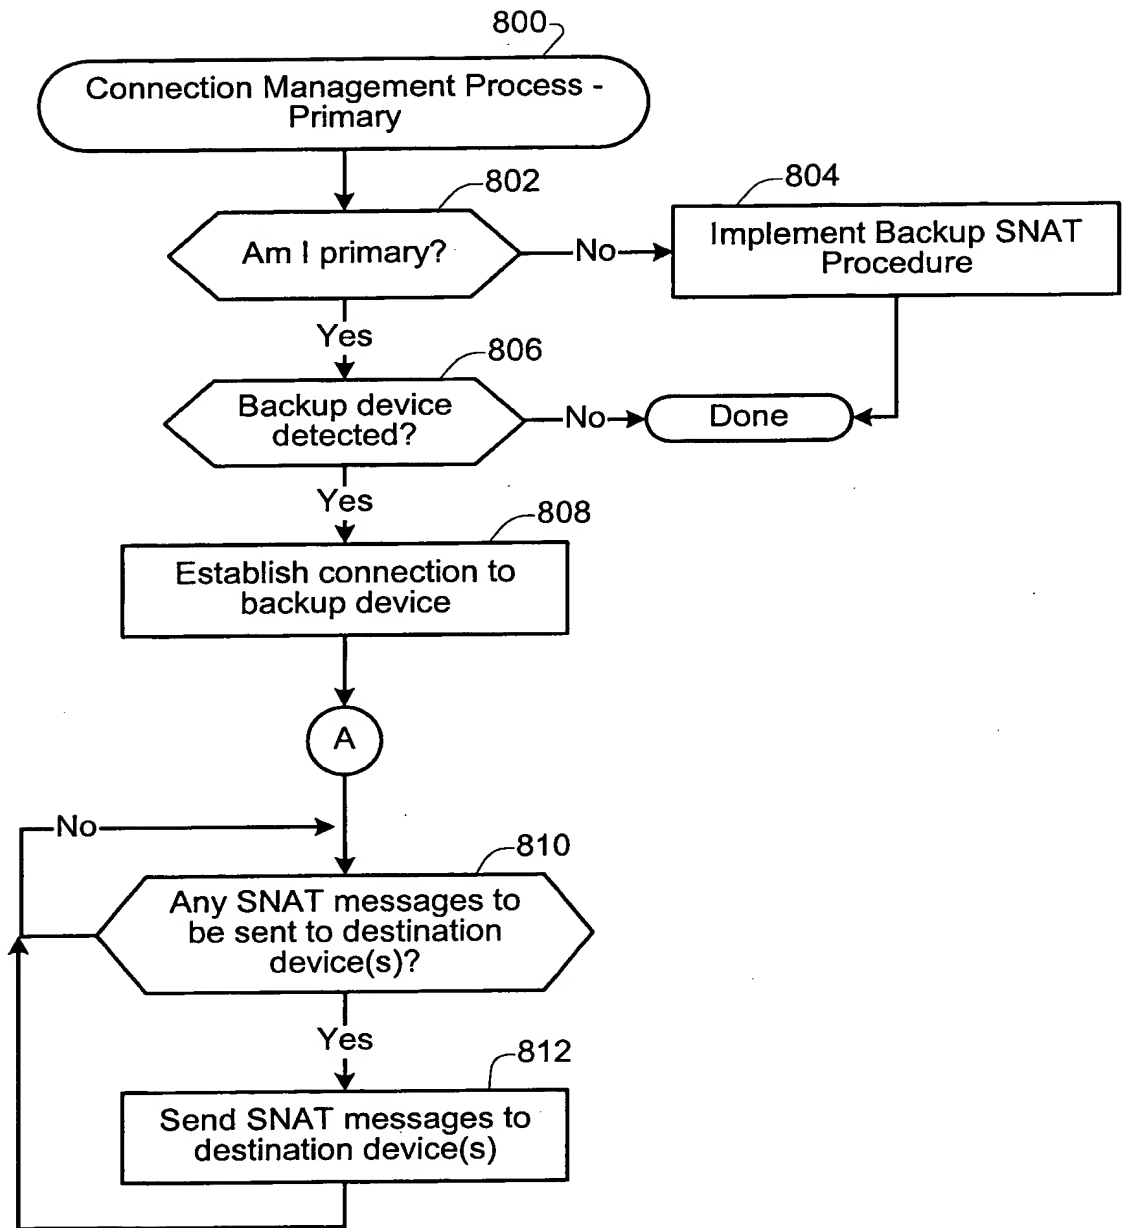 800
Connection Management Process -
Primary
802
Am I primary?
No
804
Implement Backup SNAT
Procedure
Yes
806
Backup device
detected?
No
Done
Yes
808
Establish connection to
backup device
A
No
810
Any SNAT messages to
be sent to destination
device(s)?
Yes
812
Send SNAT messages to
destination device(s)